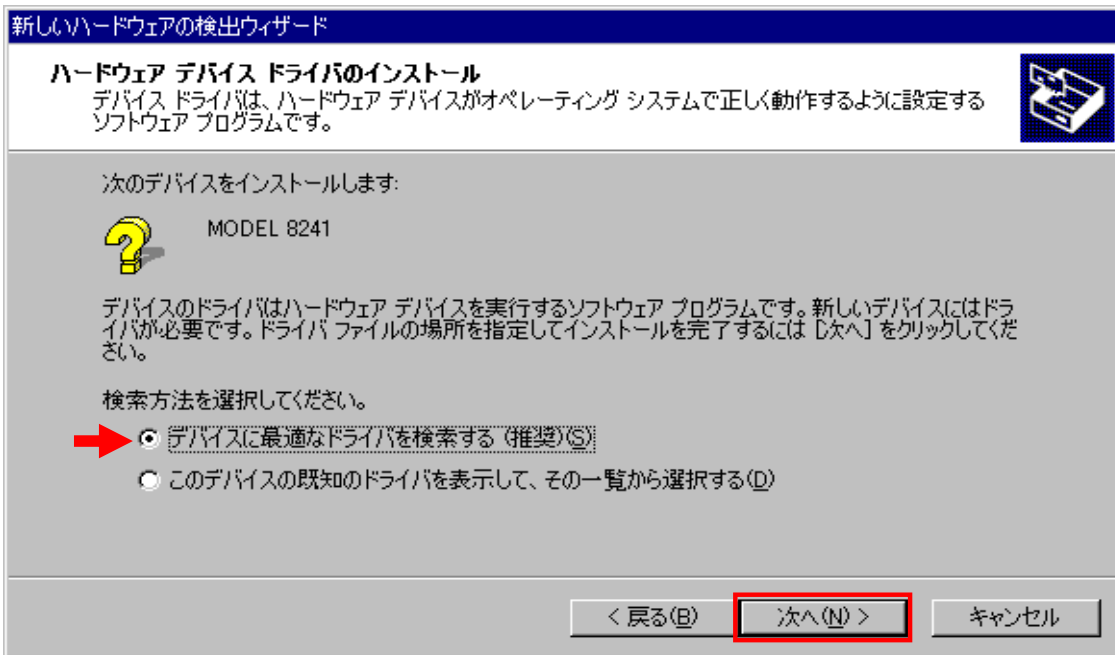 新しいハードウェアの検出ウィザード
ハードウェア デバイス ドライバのインストール
デバイス ドライバは、ハードウェア デバイスがオペレーティング システムで正しく動作するように設定する
ソフトウェア プログラムです。
次のデバイスをインストールします:
MODEL 8241
デバイスのドライバはハードウェア デバイスを実行するソフトウェア プログラムです。新しいデバイスにはドラ
イバが必要です。ドライバ ファイルの場所を指定してインストールを完了するには [次へ] をクリックしてくだ
さい。
検索方法を選択してください。
デバイスに最適なドライバを検索する (推奨)(S)
このデバイスの既知のドライバを表示して、その一覧から選択する(D)
< 戻る(B)
次へ(N) >
キャンセル